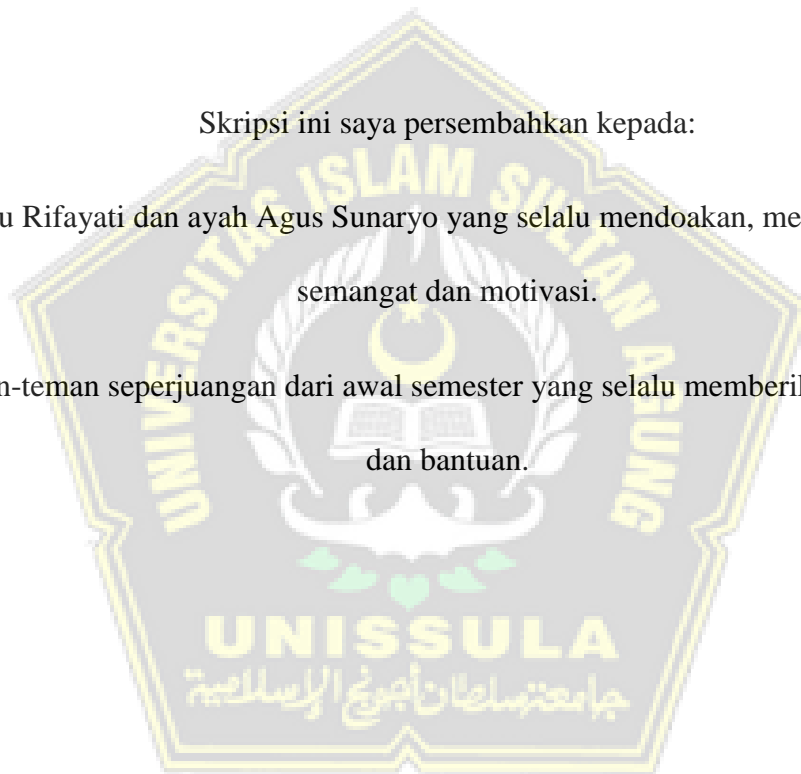 Skripsi ini saya persembahkan kepada:
u Rifayati dan ayah Agus Sunaryo yang selalu mendoakan, me
semangat dan motivasi.
n-teman seperjuangan dari awal semester yang selalu memberil
dan bantuan.
UNIVERSITAS ISLAM SULTAN AGUNG
UNISSULA
جامعة سلطان أجونج الإسلامية